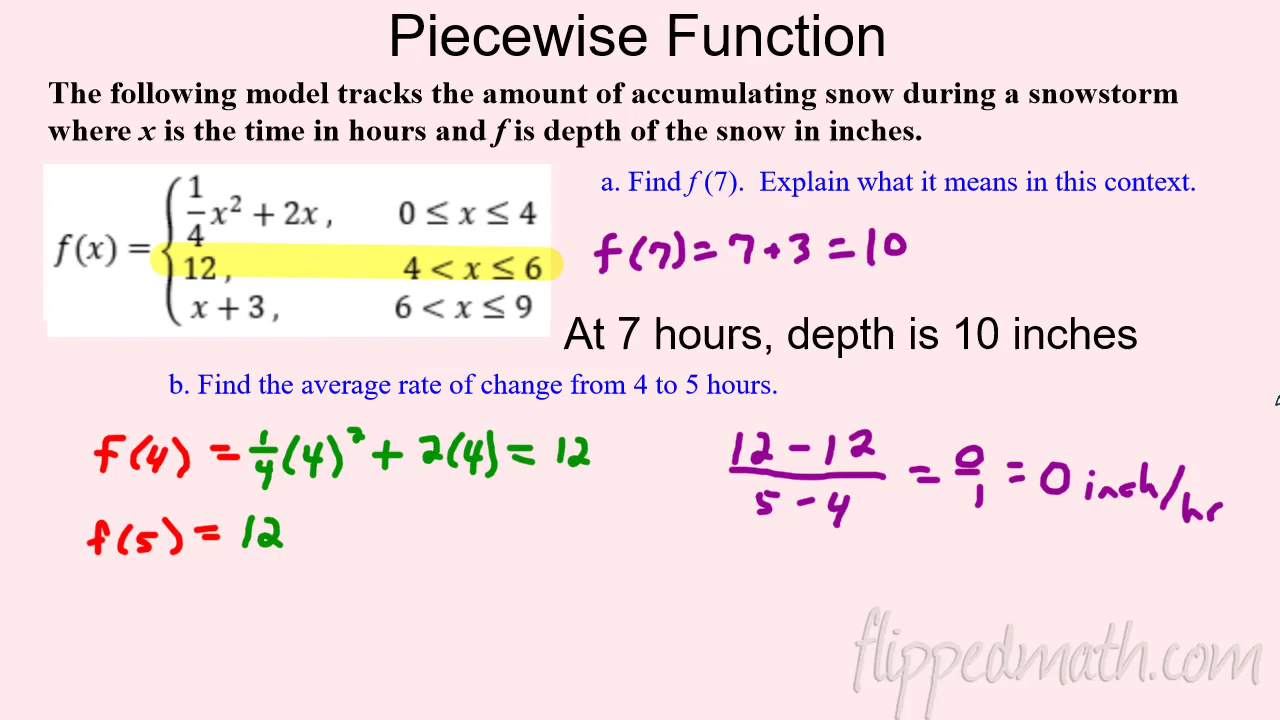 Piecewise Function
The following model tracks the amount of accumulating snow during a snowstorm
where x is the time in hours and f is depth of the snow in inches.
f(x) = { 1/4 x² + 2x , 0 ≤ x ≤ 4
12 , 4 < x ≤ 6
x + 3 , 6 < x ≤ 9
a. Find f (7). Explain what it means in this context.
f(7) = 7 + 3 = 10
At 7 hours, depth is 10 inches
b. Find the average rate of change from 4 to 5 hours.
f(4) = 1/4 (4)² + 2(4) = 12
f(5) = 12
12 - 12 / 5 - 4 = 0/1 = 0 inch/hr
flippedmath.com